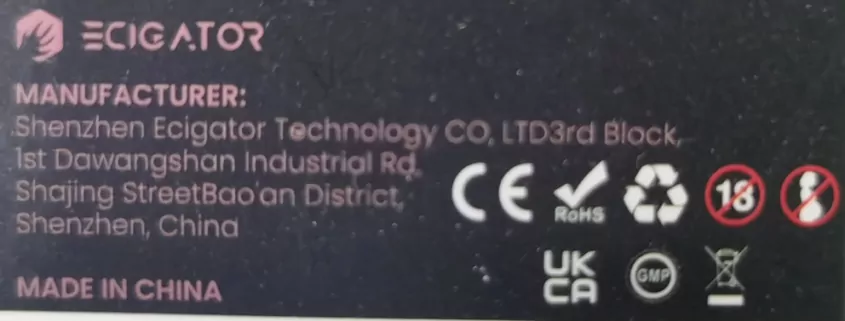 ECIGATOR
MANUFACTURER:
Shenzhen Ecigator Technology CO, LTD3rd Block,
1st Dawangshan Industrial Rd,
Shajing StreetBao'an District,
Shenzhen, China
CE RoHS 18
UK
CA GMP
MADE IN CHINA